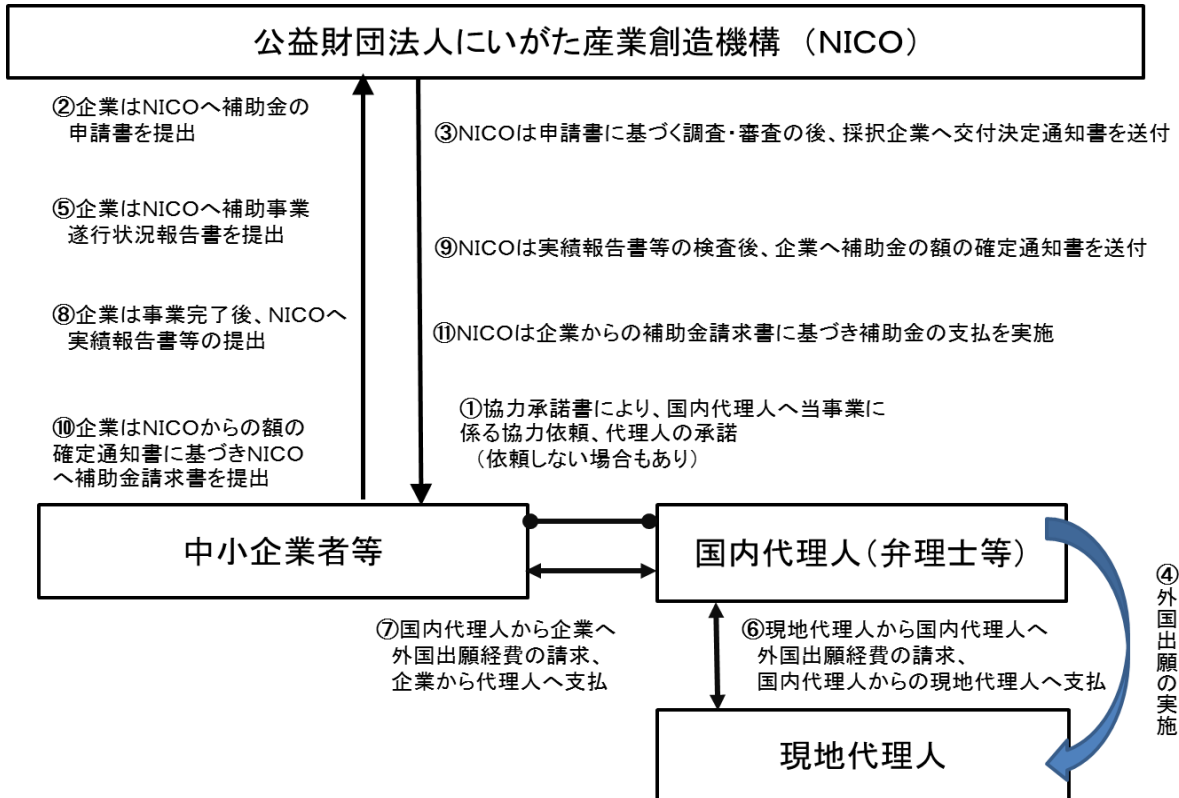 公益財団法人にいがた産業創造機構 （NICO）
②企業はNICOへ補助金の
申請書を提出
③NICOは申請書に基づく調査・審査の後、採択企業へ交付決定通知書を送付
⑤企業はNICOへ補助事業
遂行状況報告書を提出
⑨NICOは実績報告書等の検査後、企業へ補助金の額の確定通知書を送付
⑧企業は事業完了後、NICOへ
実績報告書等の提出
⑪NICOは企業からの補助金請求書に基づき補助金の支払を実施
①協力承諾書により、国内代理人へ当事業に
係る協力依頼、代理人の承諾
（依頼しない場合もあり）
⑩企業はNICOからの額の
確定通知書に基づきNICO
へ補助金請求書を提出
中小企業者等
国内代理人（弁理士等）
④外国出願の実施
⑦国内代理人から企業へ
外国出願経費の請求、
企業から代理人へ支払
⑥現地代理人から国内代理人へ
外国出願経費の請求、
国内代理人からの現地代理人へ支払
現地代理人